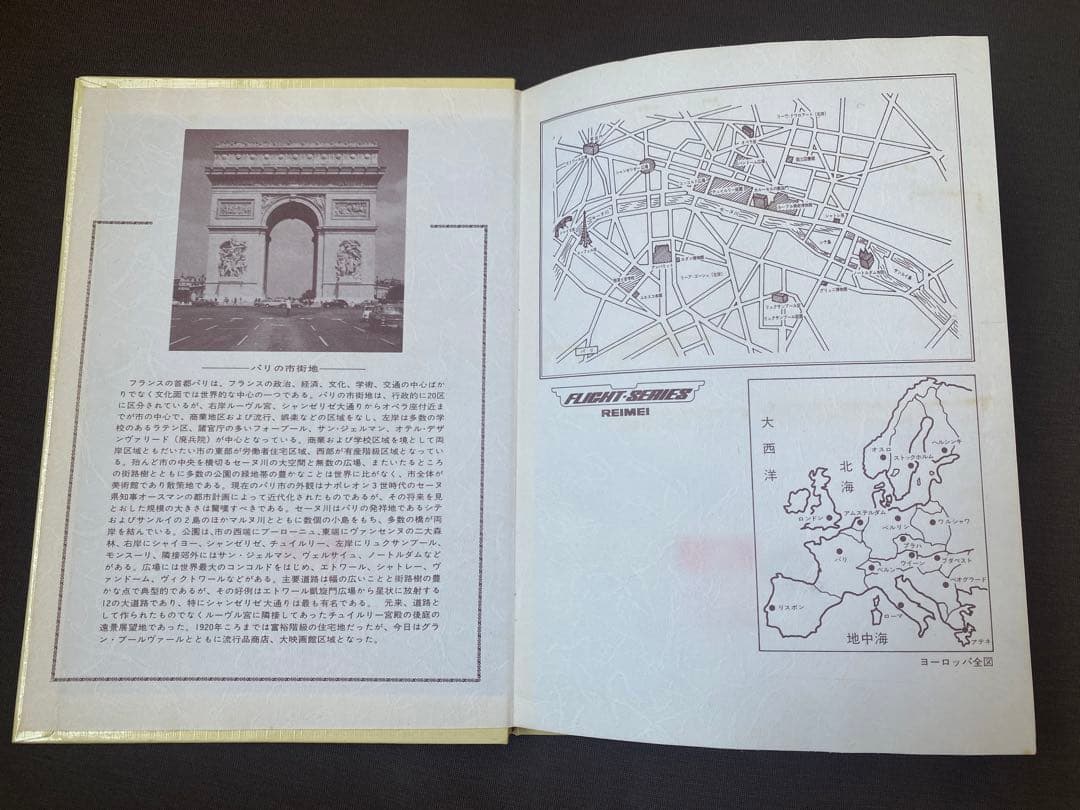 パリの市街地
フランスの首都パリは、フランスの政治、経済、文化、学術、交通の中心ばか
りでなく文化面では世界的な中心の一つである。パリの市街地は、行政的に20区
に区分されているが、右岸ルーヴル宮、シャンゼリゼ大通りからオペラ座付近ま
でが市の中心で、商業地区および流行、娯楽などの区域をなし、左岸は多数の学
校のあるラテン区、諸官庁の多いフォーブール、サン・ジェルマン、オテル・デザ
ンヴァリード（廃兵院）が中心となっている。商業および学校区域を境として両
岸区域ともだいたい市の東部が労働者住宅区域、西部が有産階級区域となってい
る。殆んど市の中央を横切るセーヌ川の大空間と無数の広場、またいたるところ
の街路樹とともに多数の公園の緑地帯の豊かなことは世界に比がなく、市全体が
美術館であり散策地である。現在のパリ市の外観はナポレオン3世時代のセーヌ
県知事オースマンの都市計画によって近代化されたものであるが、その将来を見
とおした規模の大きさは驚嘆すべきである。セーヌ川はパリの発祥地であるシテ
およびサンルイの2島のほかマルヌ川とともに数個の小島をもち、多数の橋が両
岸を結んでいる。公園は、市の西端にブーローニュ、東端にヴァンセンヌの二大森
林、右岸にシャイヨー、シャンゼリゼ、チュイルリー、左岸にリュクサンブール、
モンスーリ、隣接郊外にはサン・ジェルマン、ヴェルサイュ、ノートルダムなど
がある。広場には世界最大のコンコルドをはじめ、エトワール、シャトレー、ヴ
ァンドーム、ヴィクトワールなどがある。主要道路は幅の広いことと街路樹の豊
かな点で典型的であるが、その好例はエトワール凱旋門広場から星状に放射する
12の大道路であり、特にシャンゼリゼ大通りは最も有名である。 元来、道路と
して作られたものでなくルーヴル宮に隣接してあったチュイルリー宮殿の後庭の
遠景展望地であった。1920年ころまでは富裕階級の住宅地だったが、今日はグラ
ン・ブールヴァールとともに流行品商店、大映画館区域となった。
セーヌ川
シテ島
サンルイ島
パリ
FLIGHT-SERIES
REIMEI
大西洋
北海
地中海
ヘルシンキ
オスロ
ストックホルム
ロンドン
アムステルダム
ベルリン
ワルシャワ
プラハ
パリ
ウイーン
ブダペスト
ベルン
ベオグラード
リスボン
ローマ
アテネ
ヨーロッパ全図